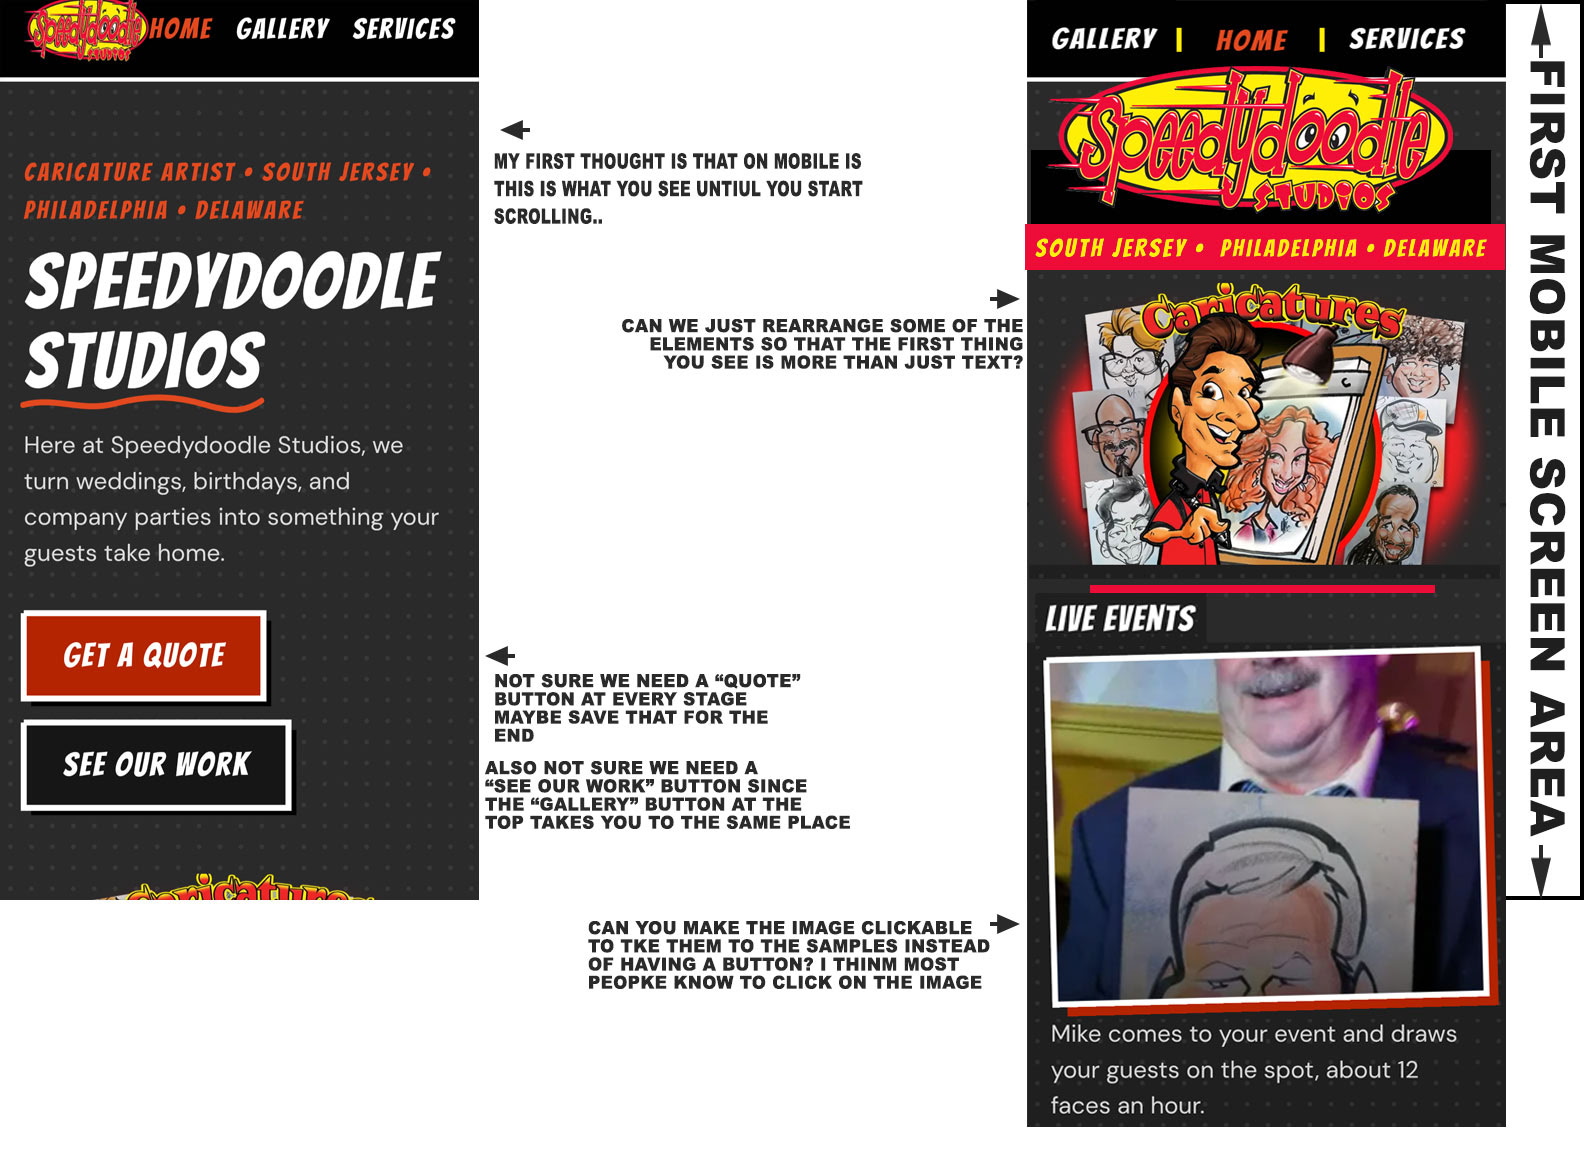 Speedydoodle
STUDIOS
HOME GALLERY SERVICES
CARICATURE ARTIST • SOUTH JERSEY •
PHILADELPHIA • DELAWARE
SPEEDYDOODLE
STUDIOS
Here at Speedydoodle Studios, we
turn weddings, birthdays, and
company parties into something your
guests take home.
GET A QUOTE
SEE OUR WORK
Caricatures
MY FIRST THOUGHT IS THAT ON MOBILE IS
THIS IS WHAT YOU SEE UNTIUL YOU START
SCROLLING..
CAN WE JUST REARRANGE SOME OF THE
ELEMENTS SO THAT THE FIRST THING
YOU SEE IS MORE THAN JUST TEXT?
NOT SURE WE NEED A “QUOTE”
BUTTON AT EVERY STAGE
MAYBE SAVE THAT FOR THE
END
ALSO NOT SURE WE NEED A
“SEE OUR WORK” BUTTON SINCE
THE “GALLERY” BUTTON AT THE
TOP TAKES YOU TO THE SAME PLACE
CAN YOU MAKE THE IMAGE CLICKABLE
TO TKE THEM TO THE SAMPLES INSTEAD
OF HAVING A BUTTON? I THINM MOST
PEOPKE KNOW TO CLICK ON THE IMAGE
GALLERY | HOME | SERVICES
Speedydoodle
STUDIOS
SOUTH JERSEY • PHILADELPHIA • DELAWARE
Caricatures
LIVE EVENTS
Mike comes to your event and draws
your guests on the spot, about 12
faces an hour.
FIRST MOBILE SCREEN AREA